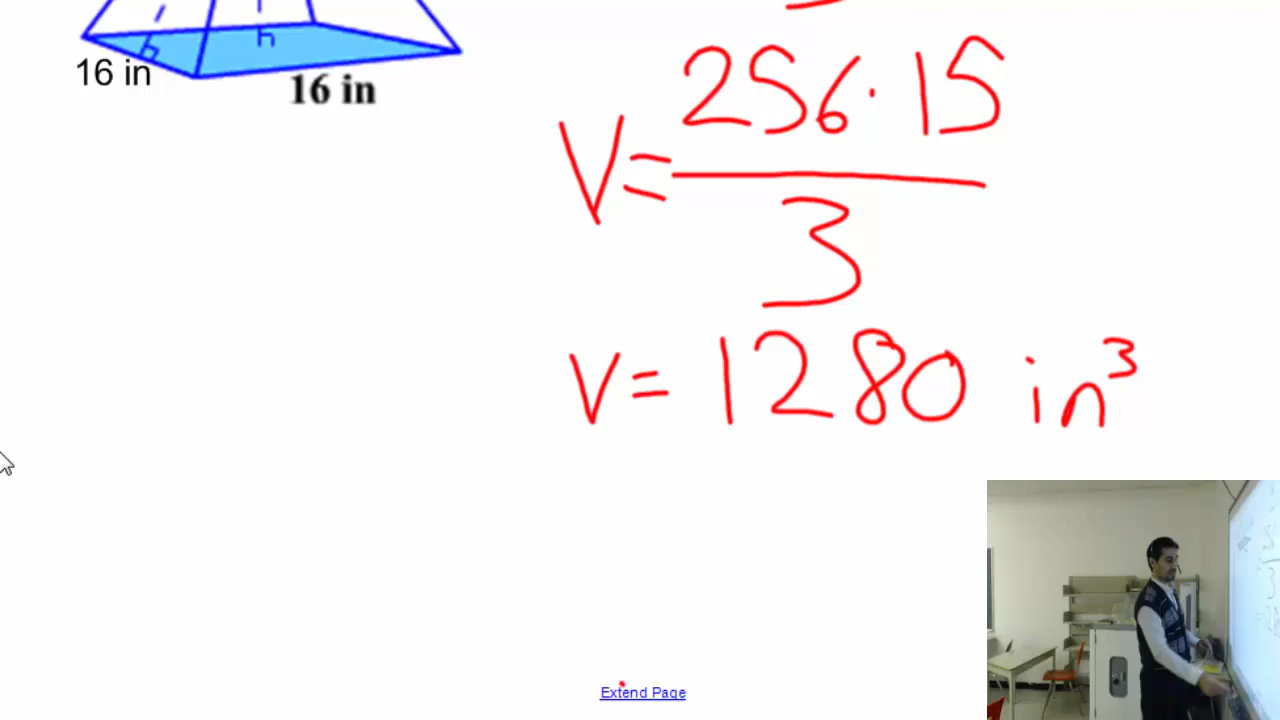 h
b
16 in
16 in
V = 256 · 15 / 3
V = 1280 in³
Extend Page